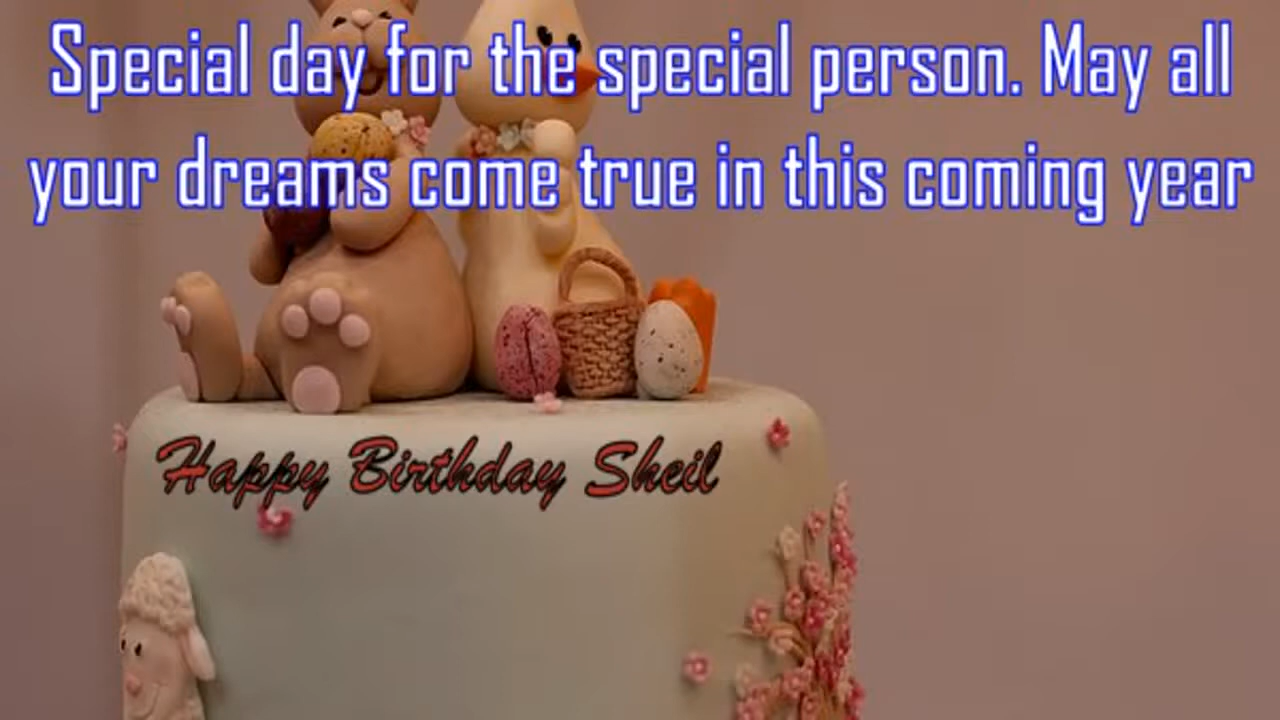 Special day for the special person. May all
your dreams come true in this coming year
Happy Birthday Sheil